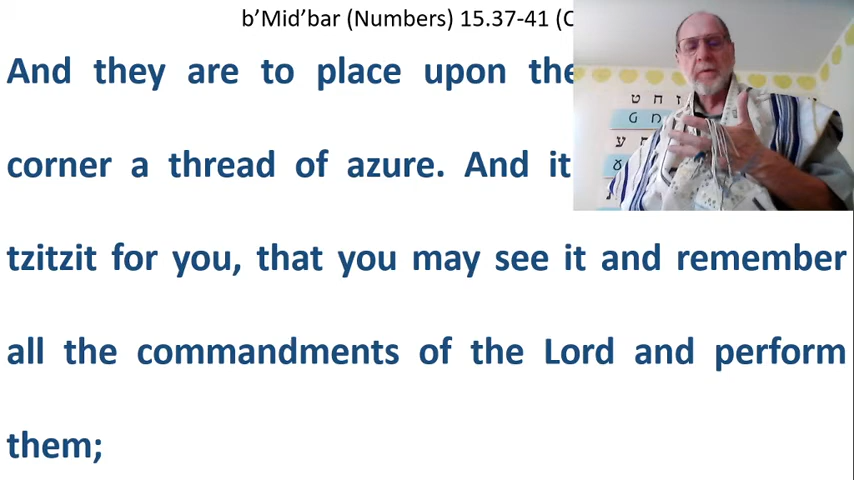 b’Mid’bar (Numbers) 15.37-41 (C
And they are to place upon the
corner a thread of azure. And it
tzitzit for you, that you may see it and remember
all the commandments of the Lord and perform
them;
ט ח ז
ע